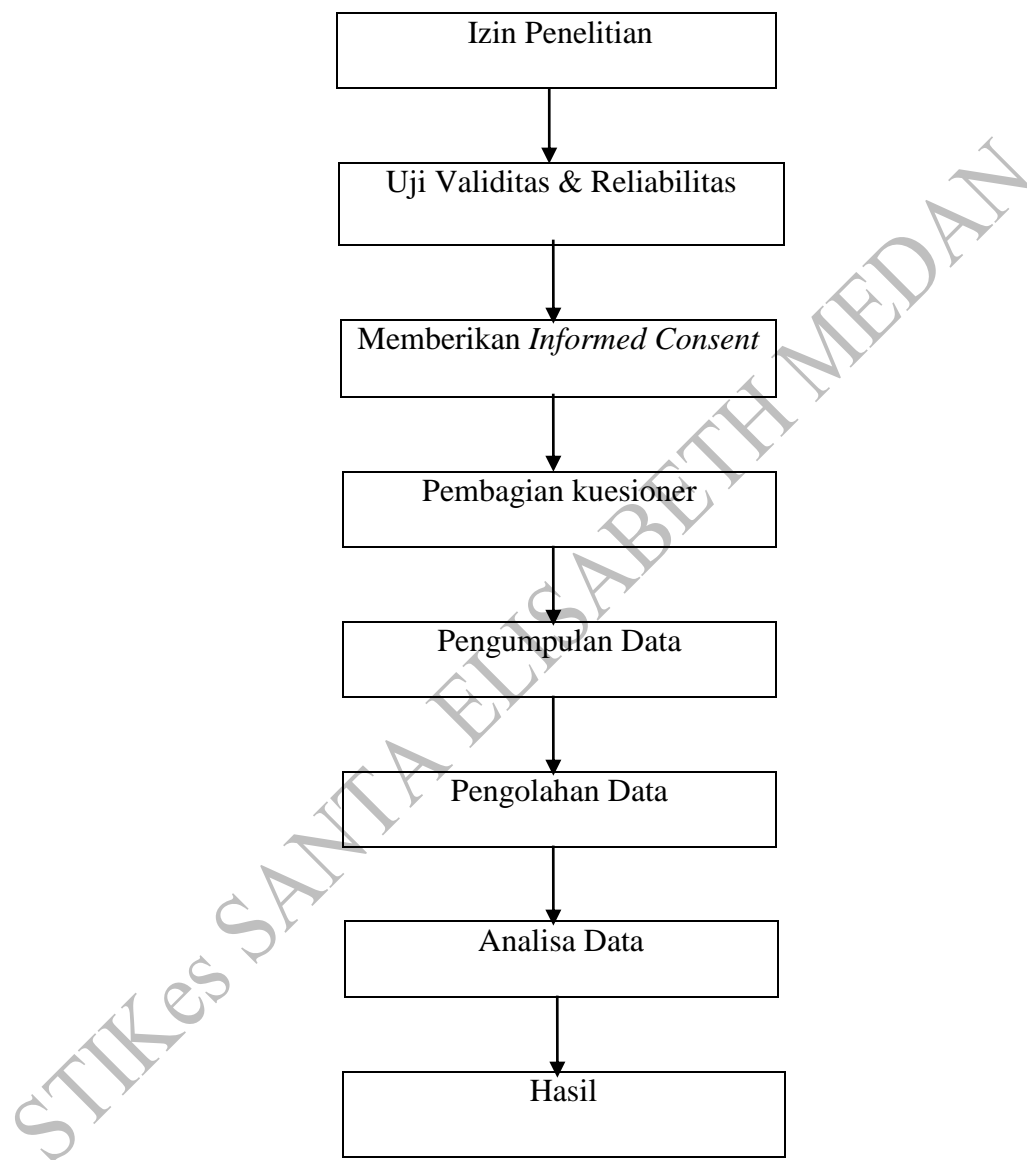 Izin Penelitian
Uji Validitas & Reliabilitas
Memberikan Informed Consent
Pembagian kuesioner
Pengumpulan Data
Pengolahan Data
Analisa Data
Hasil
STIKes SANTA ELISABETH MEDAN